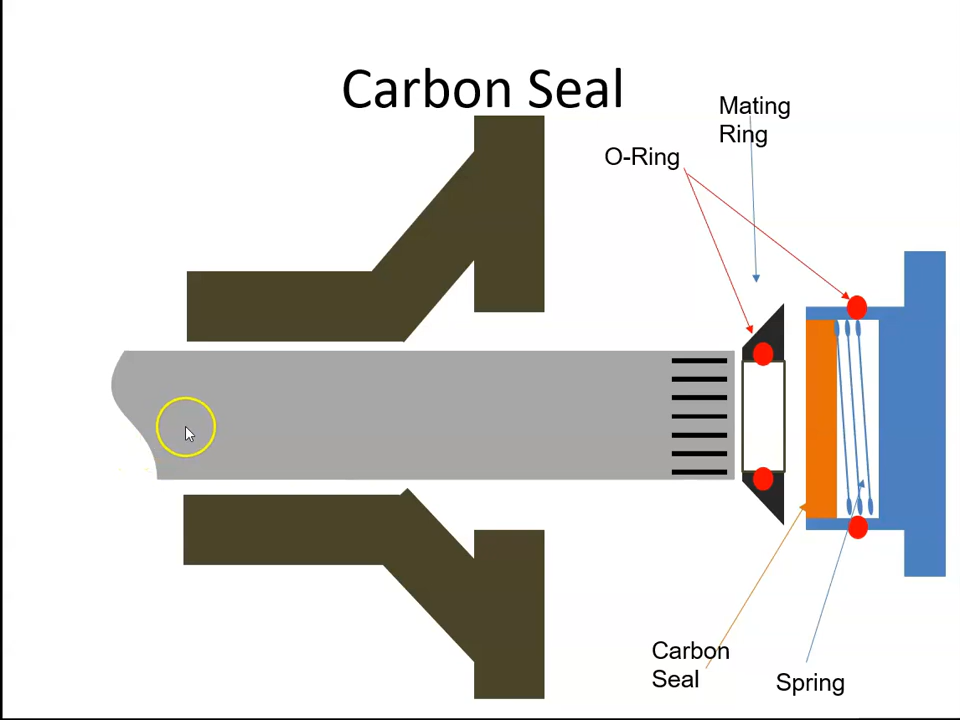 Carbon Seal
Mating
Ring
O-Ring
Carbon
Seal
Spring